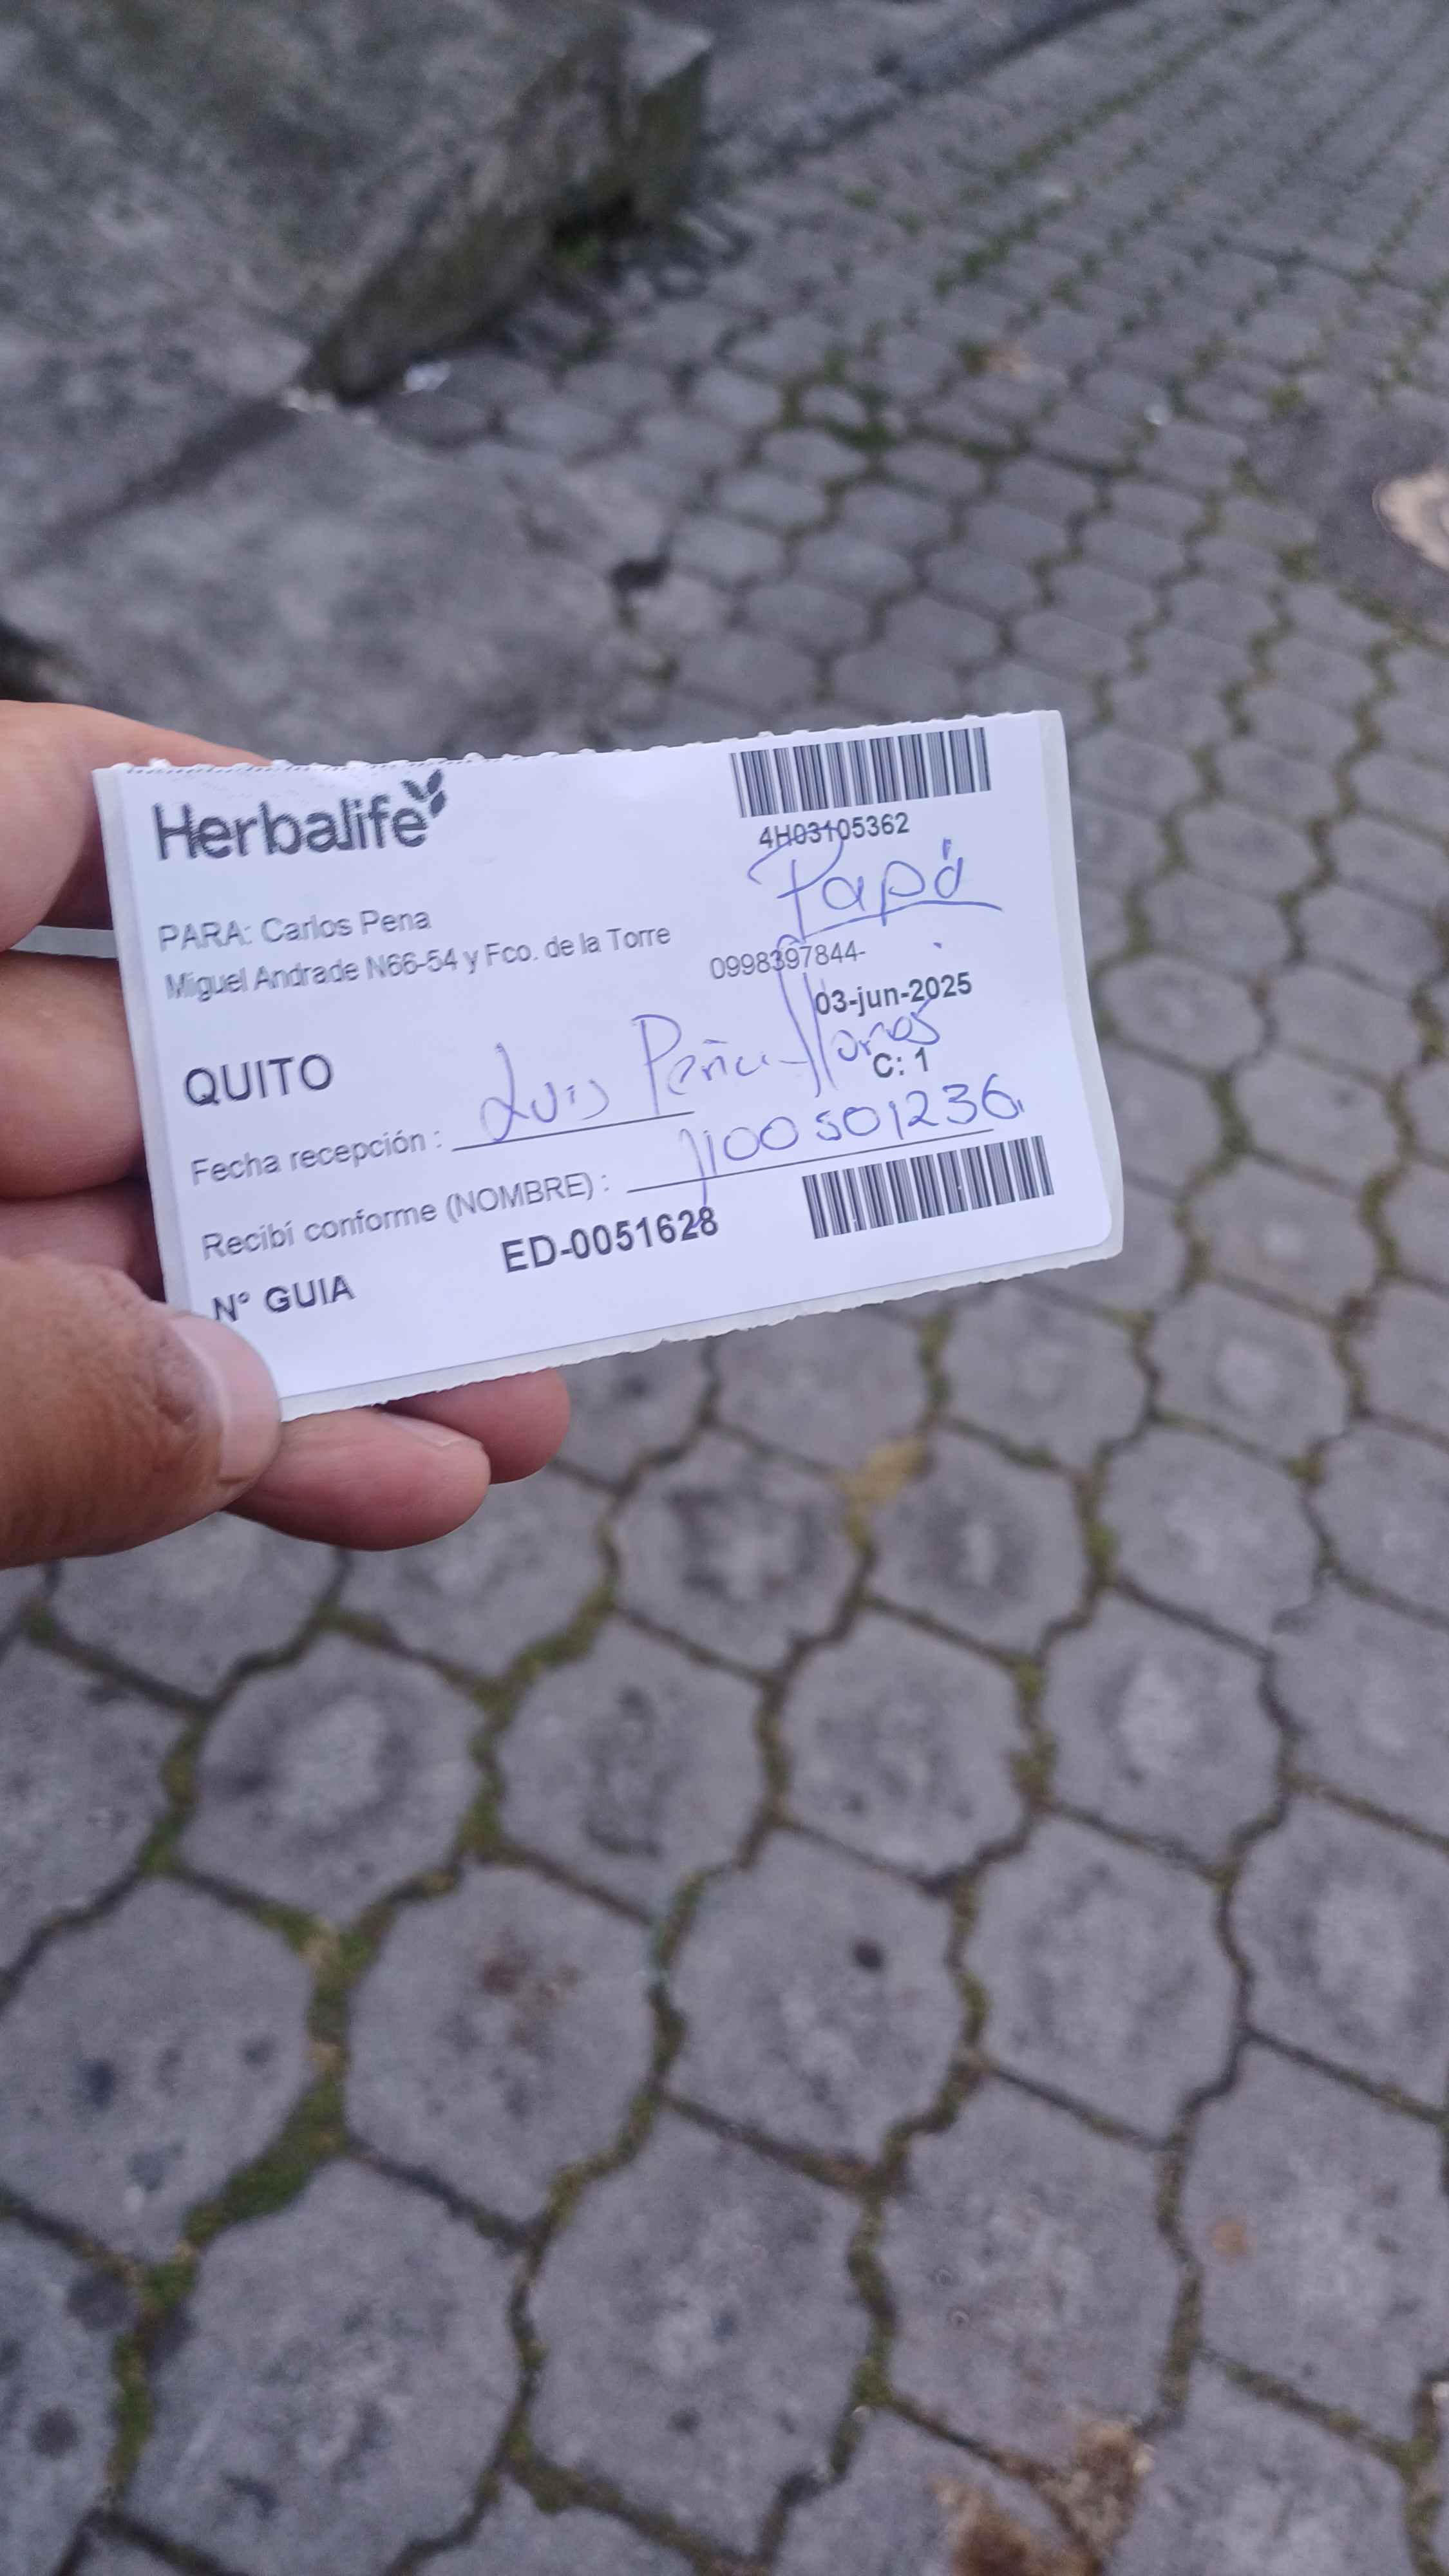 Herbalife
4H03105362
Papá
PARA: Carlos Pena
Miguel Andrade N66-54 y Fco. de la Torre
0998397844-
03-jun-2025
QUITO
C: 1
Fecha recepción : Luis Peña
Recibí conforme (NOMBRE) : 1100501236
N° GUIA ED-0051628